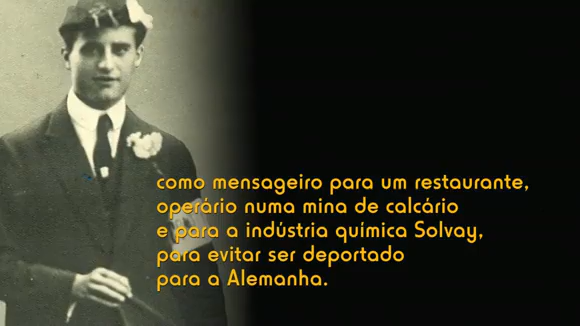 como mensageiro para um restaurante,
operário numa mina de calcário
e para a indústria química Solvay,
para evitar ser deportado
para a Alemanha.